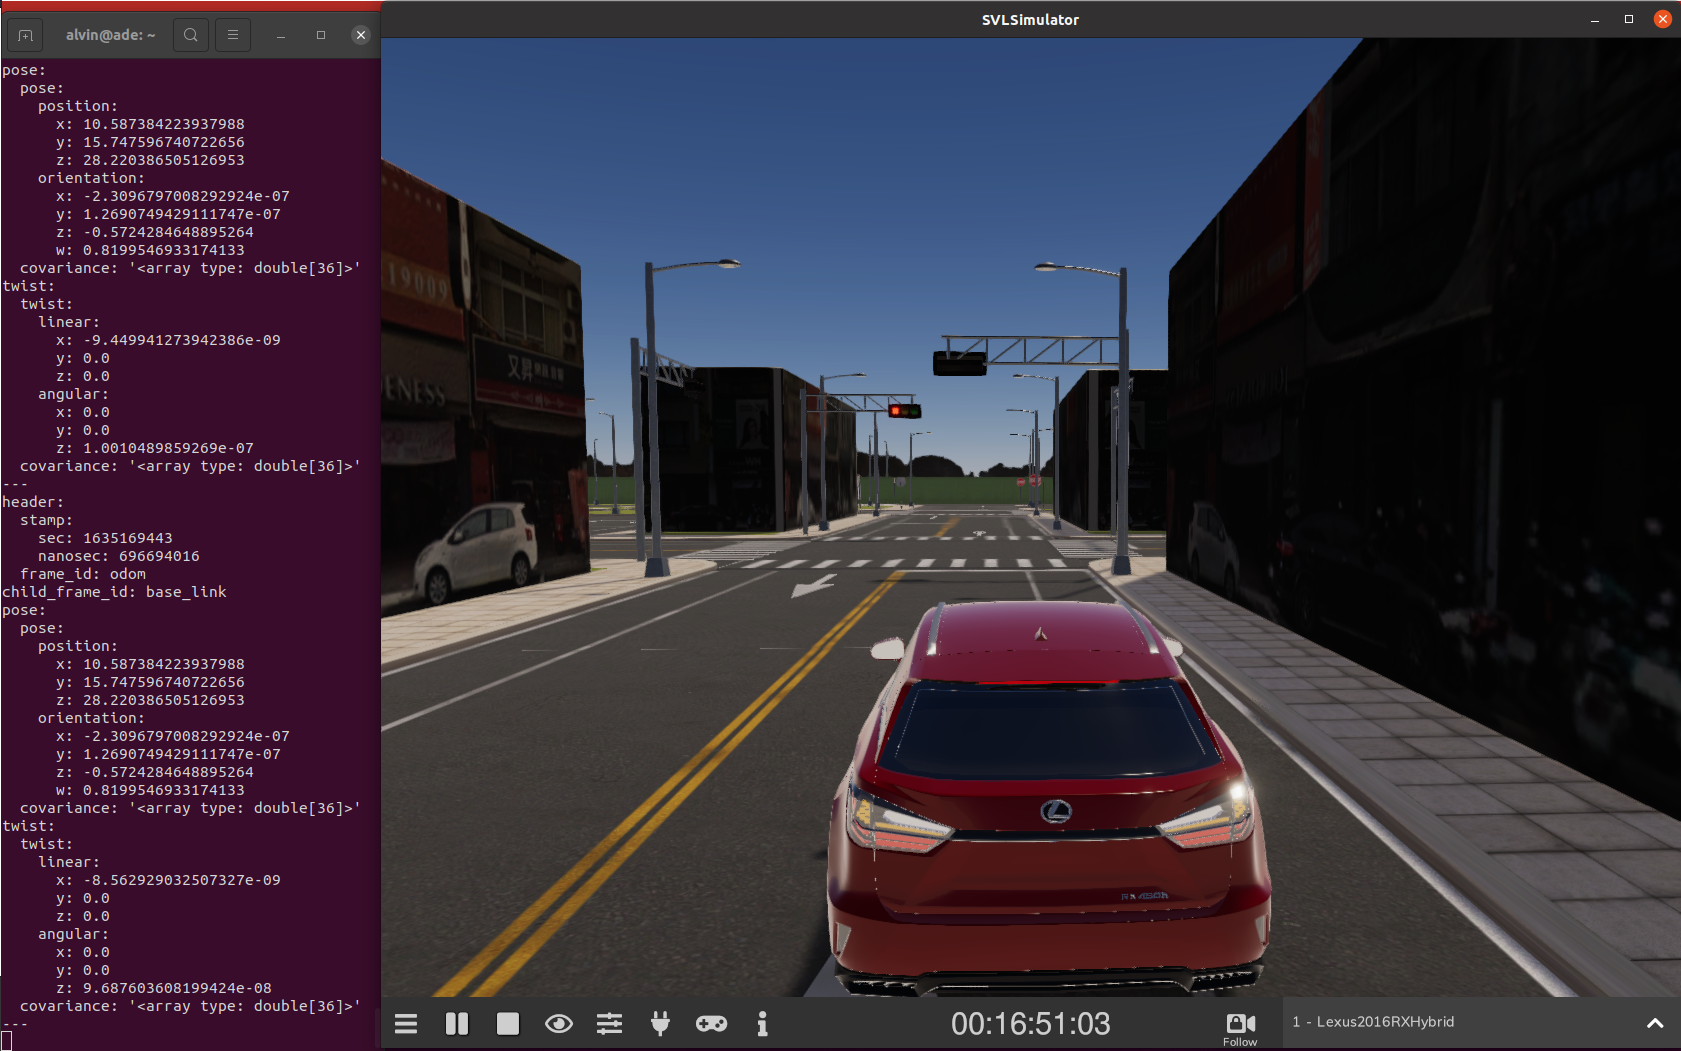 alvin@ade: ~
pose:
pose:
position:
x: 10.587384223937988
y: 15.747596740722656
z: 28.220386505126953
orientation:
x: -2.3096797008292924e-07
y: 1.2690749429111747e-07
z: -0.5724284648895264
w: 0.8199546933174133
covariance: '<array type: double[36]>'
twist:
twist:
linear:
x: -9.449941273942386e-09
y: 0.0
z: 0.0
angular:
x: 0.0
y: 0.0
z: 1.0010489859269e-07
covariance: '<array type: double[36]>'
---
header:
stamp:
sec: 1635169443
nanosec: 696694016
frame_id: odom
child_frame_id: base_link
pose:
pose:
position:
x: 10.587384223937988
y: 15.747596740722656
z: 28.220386505126953
orientation:
x: -2.3096797008292924e-07
y: 1.2690749429111747e-07
z: -0.5724284648895264
w: 0.8199546933174133
covariance: '<array type: double[36]>'
twist:
twist:
linear:
x: -8.562929032507327e-09
y: 0.0
z: 0.0
angular:
x: 0.0
y: 0.0
z: 9.687603608199424e-08
covariance: '<array type: double[36]>'
---
SVLSimulator
19009
又昇
ENESS
00:16:51:03
Follow
1 - Lexus2016RXHybrid